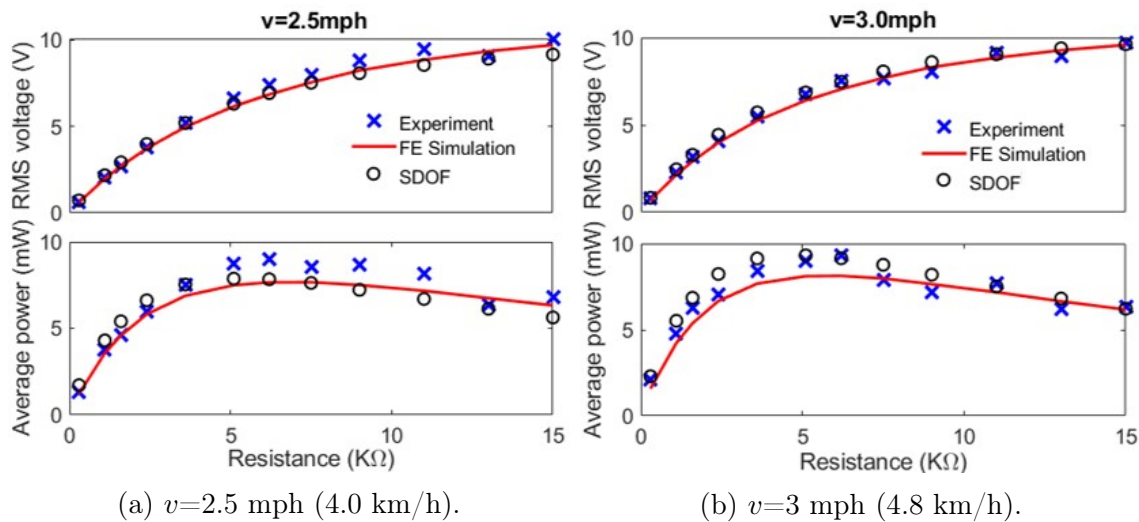 v=2.5mph
10
5
0
RMS voltage (V)
Experiment
FE Simulation
SDOF
10
5
0
Average power (mW)
0 5 10 15
Resistance (KΩ)
(a) v=2.5 mph (4.0 km/h).
v=3.0mph
10
5
0
RMS voltage (V)
Experiment
FE Simulation
SDOF
10
5
0
Average power (mW)
0 5 10 15
Resistance (KΩ)
(b) v=3 mph (4.8 km/h).